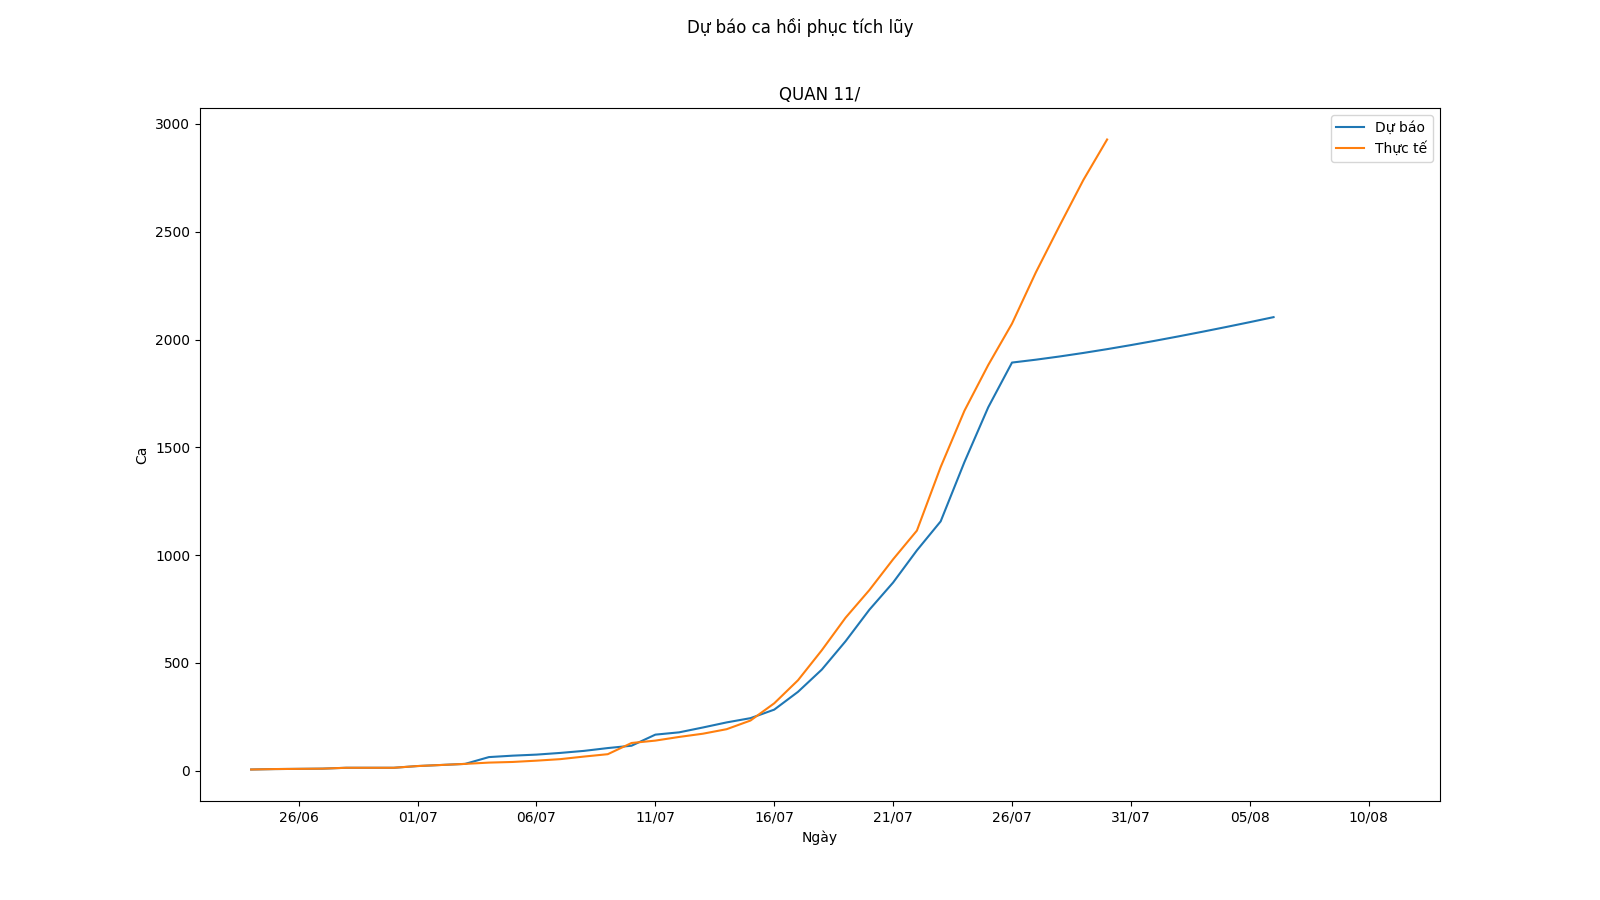 Dự báo ca hồi phục tích lũy
QUAN 11/
3000
2500
2000
1500
1000
500
0
Ca
Dự báo
Thực tế
26/06
01/07
06/07
11/07
16/07
21/07
26/07
31/07
05/08
10/08
Ngày